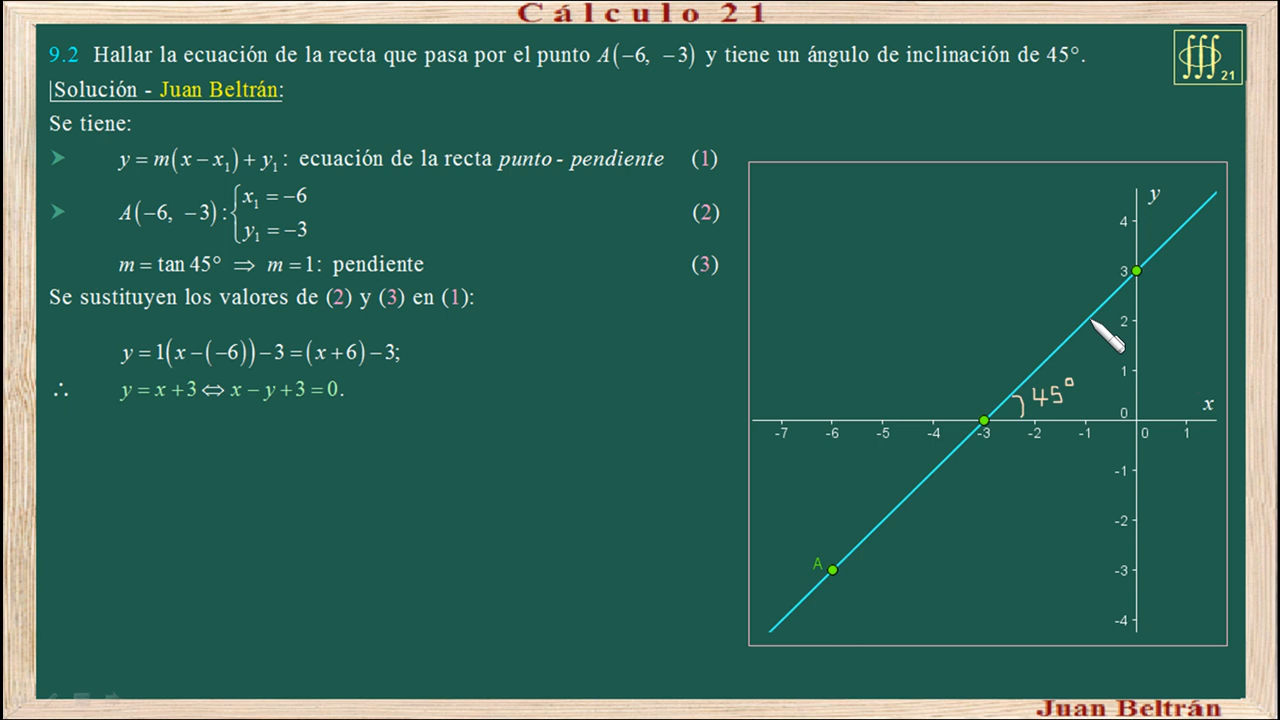 Cálculo 21
9.2 Hallar la ecuación de la recta que pasa por el punto A(−6, −3) y tiene un ángulo de inclinación de 45°.
∫∫∫ 21
Solución - Juan Beltrán:
Se tiene:
y = m(x − x₁) + y₁ : ecuación de la recta punto - pendiente (1)
A(−6, −3) : { x₁ = −6
y₁ = −3 (2)
m = tan 45° ⇒ m = 1: pendiente (3)
Se sustituyen los valores de (2) y (3) en (1):
y = 1(x − (−6)) − 3 = (x + 6) − 3;
∴ y = x + 3 ⇔ x − y + 3 = 0.
y
4
3
2
1
45°
0
x
-7 -6 -5 -4 -3 -2 -1 0 1
-1
-2
A
-3
-4
Juan Beltrán